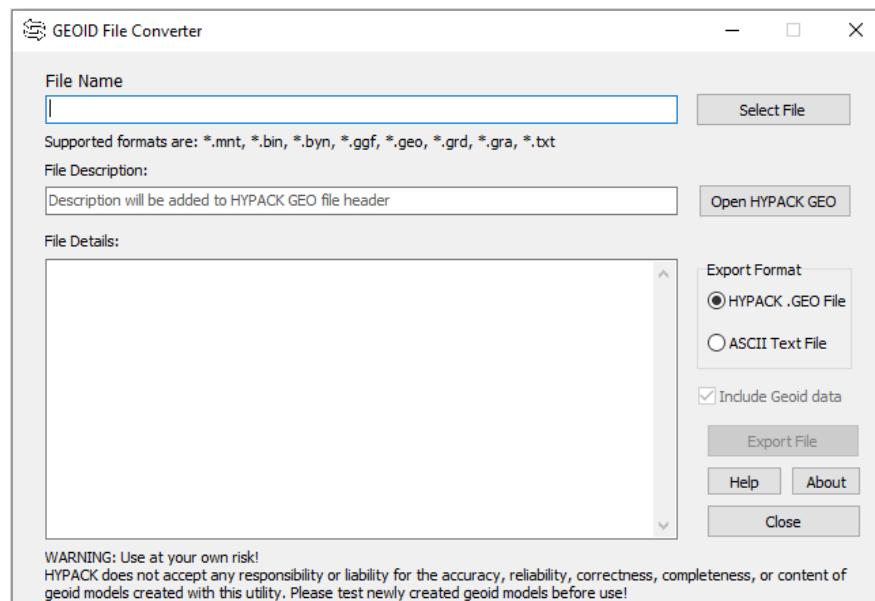 GEOID File Converter
File Name
Select File
Supported formats are: *.mnt, *.bin, *.byn, *.ggf, *.geo, *.grd, *.gra, *.txt
File Description:
Description will be added to HYPACK GEO file header
Open HYPACK GEO
File Details:
Export Format
HYPACK .GEO File
ASCII Text File
Include Geoid data
Export File
Help About
Close
WARNING: Use at your own risk!
HYPACK does not accept any responsibility or liability for the accuracy, reliability, correctness, completeness, or content of
geoid models created with this utility. Please test newly created geoid models before use!